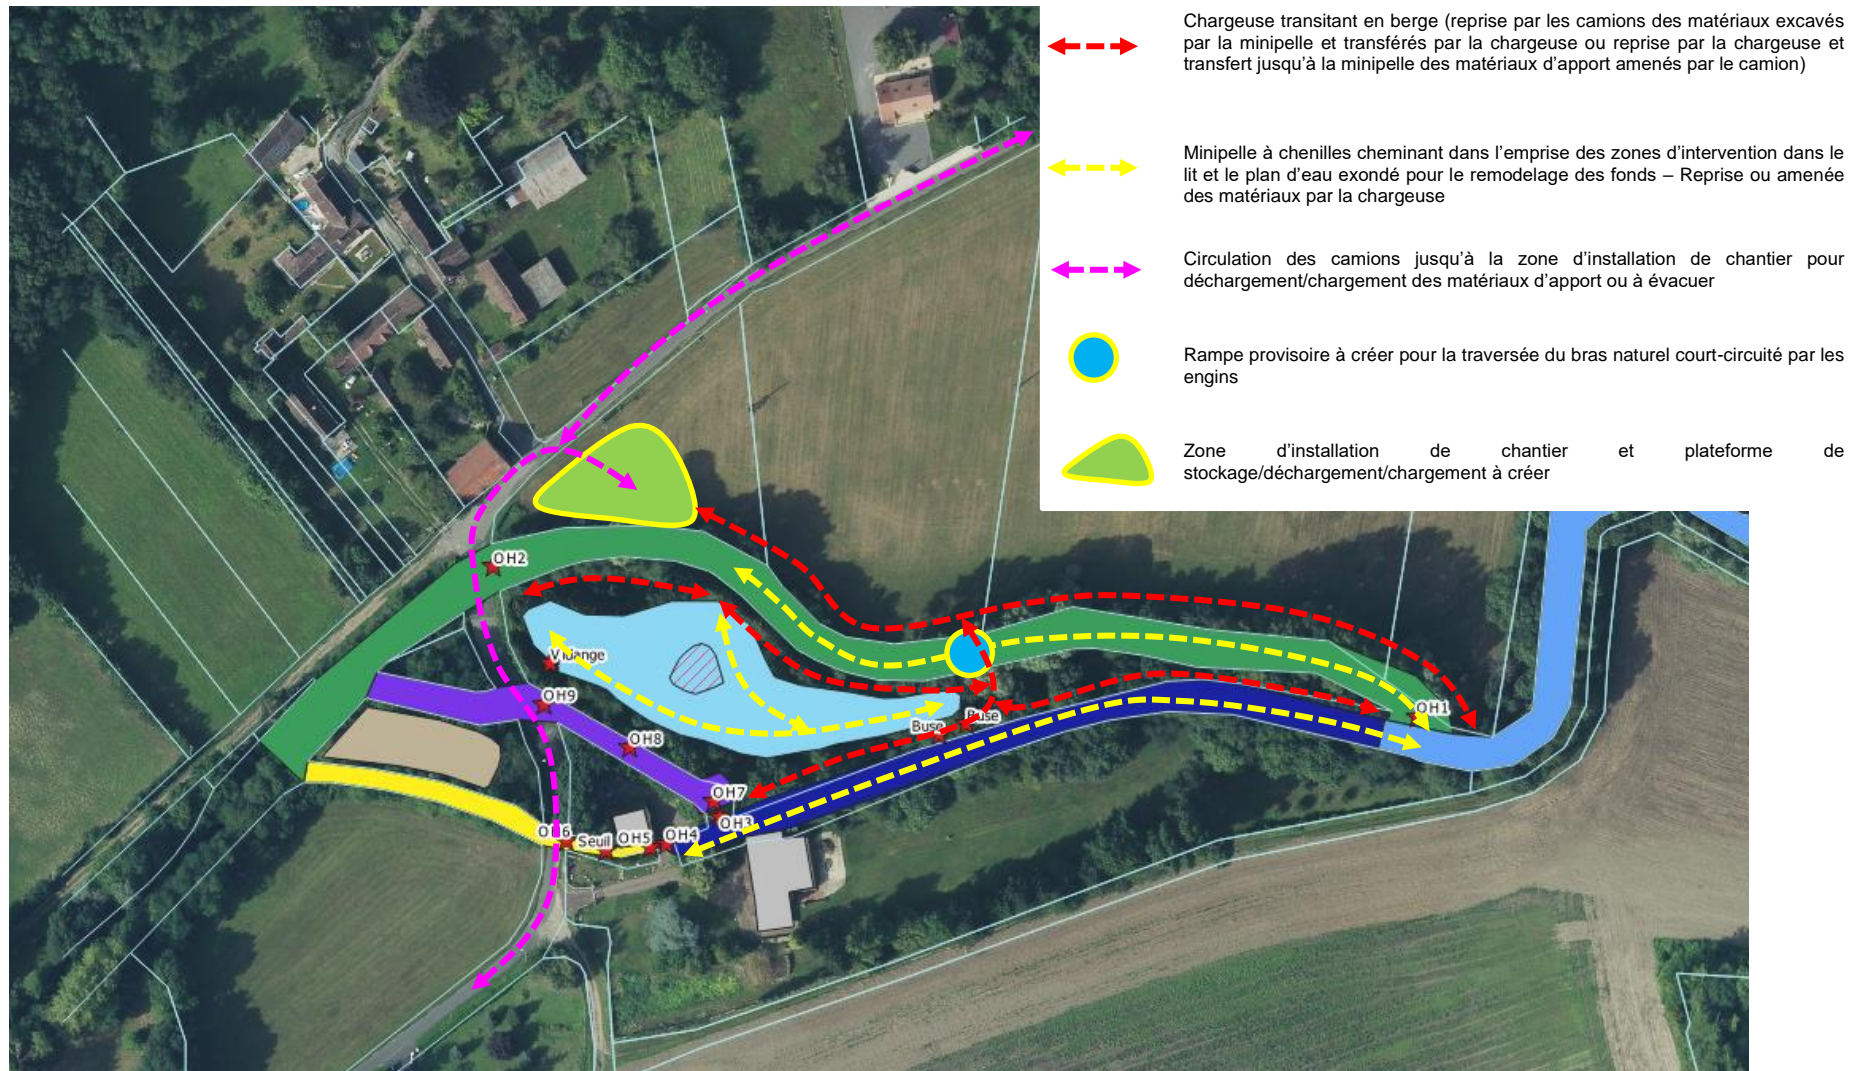 Chargeuse transitant en berge (reprise par les camions des matériaux excavés
par la minipelle et transférés par la chargeuse ou reprise par la chargeuse et
transfert jusqu'à la minipelle des matériaux d'apport amenés par le camion)
Minipelle à chenilles cheminant dans l'emprise des zones d'intervention dans le
lit et le plan d'eau exondé pour le remodelage des fonds – Reprise ou amenée
des matériaux par la chargeuse
Circulation des camions jusqu'à la zone d'installation de chantier pour
déchargement/chargement des matériaux d'apport ou à évacuer
Rampe provisoire à créer pour la traversée du bras naturel court-circuité par les
engins
Zone d'installation de chantier et plateforme de
stockage/déchargement/chargement à créer
OH2
Vidange
OH9
OH8
Buse
Buse
OH1
OH7
OH3
OH6
Seuil
OH5
OH4